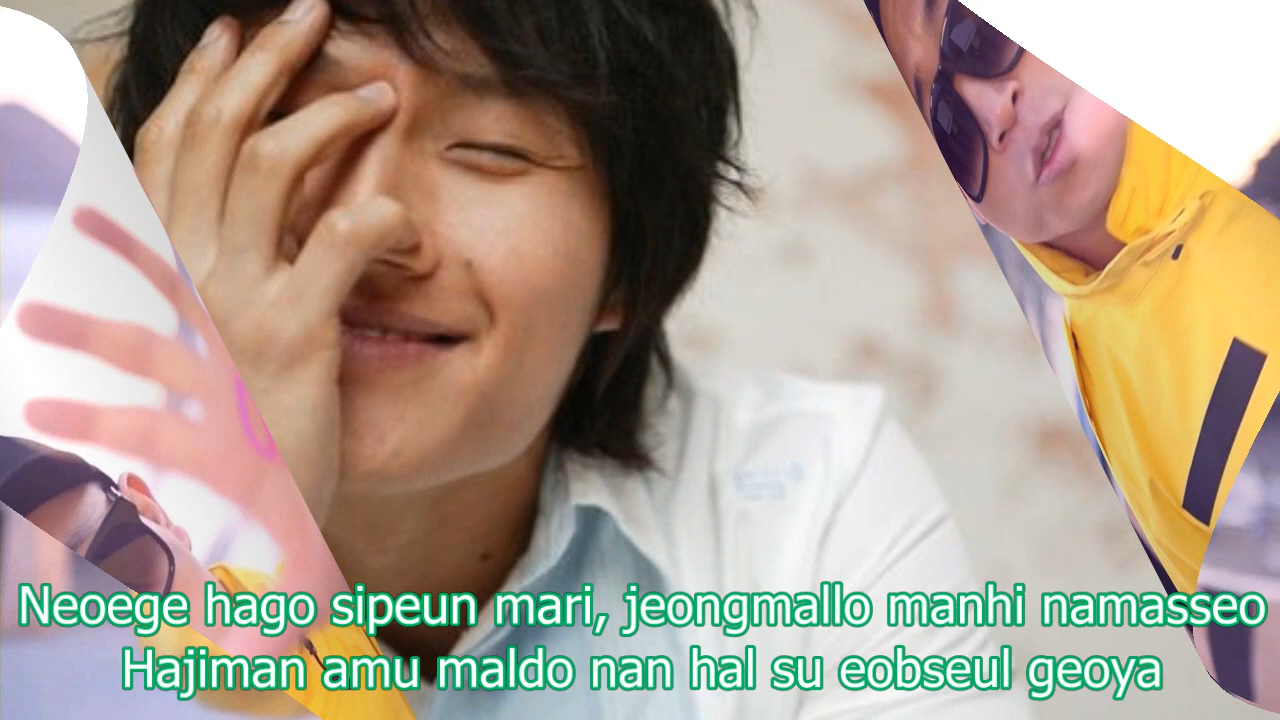 Neoege hago sipeun mari, jeongmallo manhi namasseo
Hajiman amu maldo nan hal su eobseul geoya